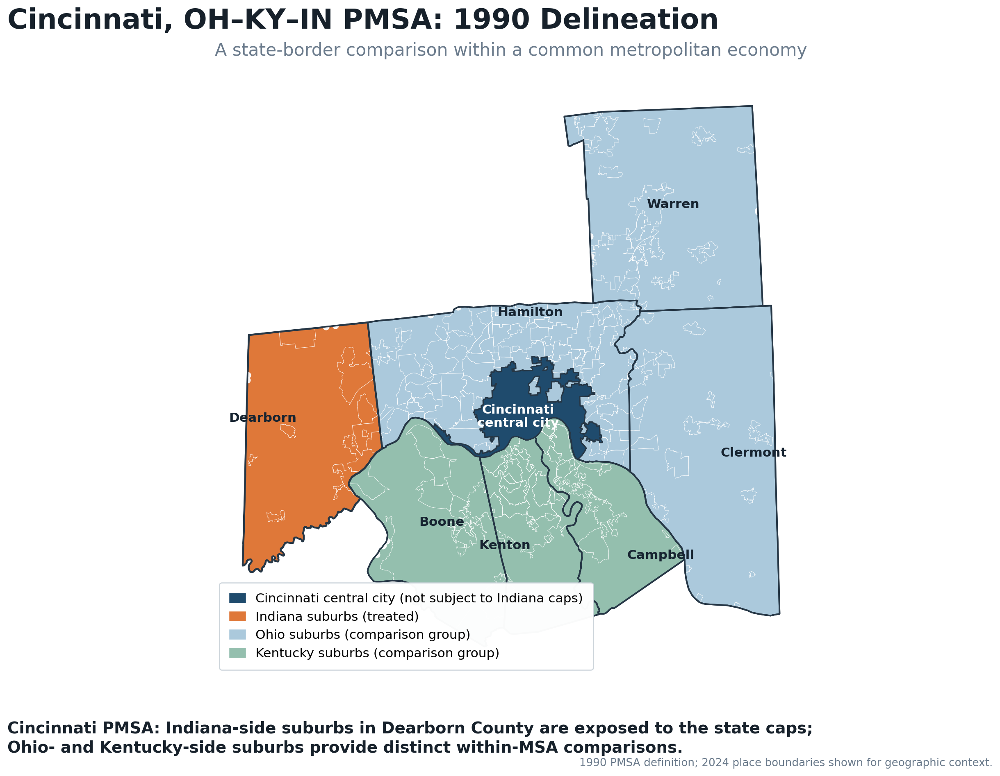 Cincinnati, OH–KY–IN PMSA: 1990 Delineation
A state-border comparison within a common metropolitan economy
Warren
Hamilton
Cincinnati
central city
Dearborn
Clermont
Boone
Kenton
Campbell
Cincinnati central city (not subject to Indiana caps)
Indiana suburbs (treated)
Ohio suburbs (comparison group)
Kentucky suburbs (comparison group)
Cincinnati PMSA: Indiana-side suburbs in Dearborn County are exposed to the state caps;
Ohio- and Kentucky-side suburbs provide distinct within-MSA comparisons.
1990 PMSA definition; 2024 place boundaries shown for geographic context.